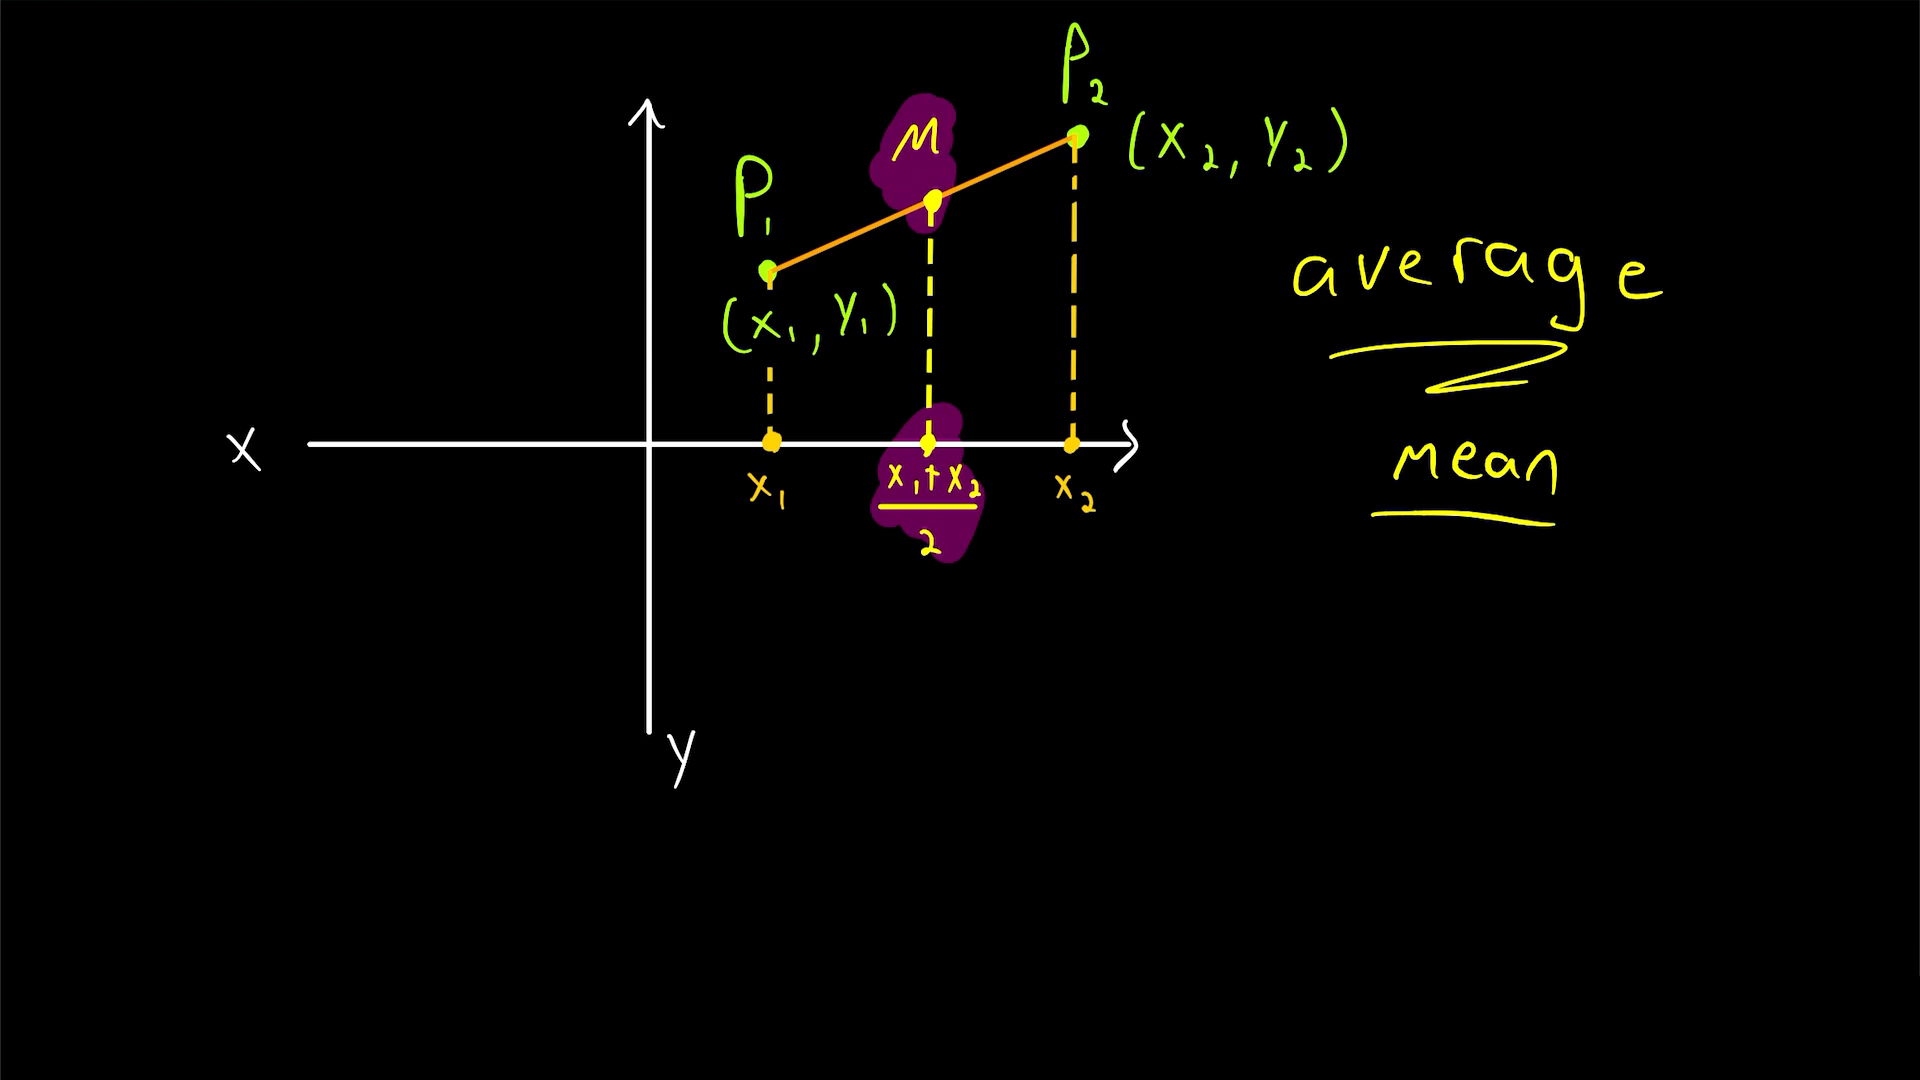 P₂
M
(x₂, y₂)
P₁
average
(x₁, y₁)
x
mean
x₁
x₁ + x₂
2
x₂
y